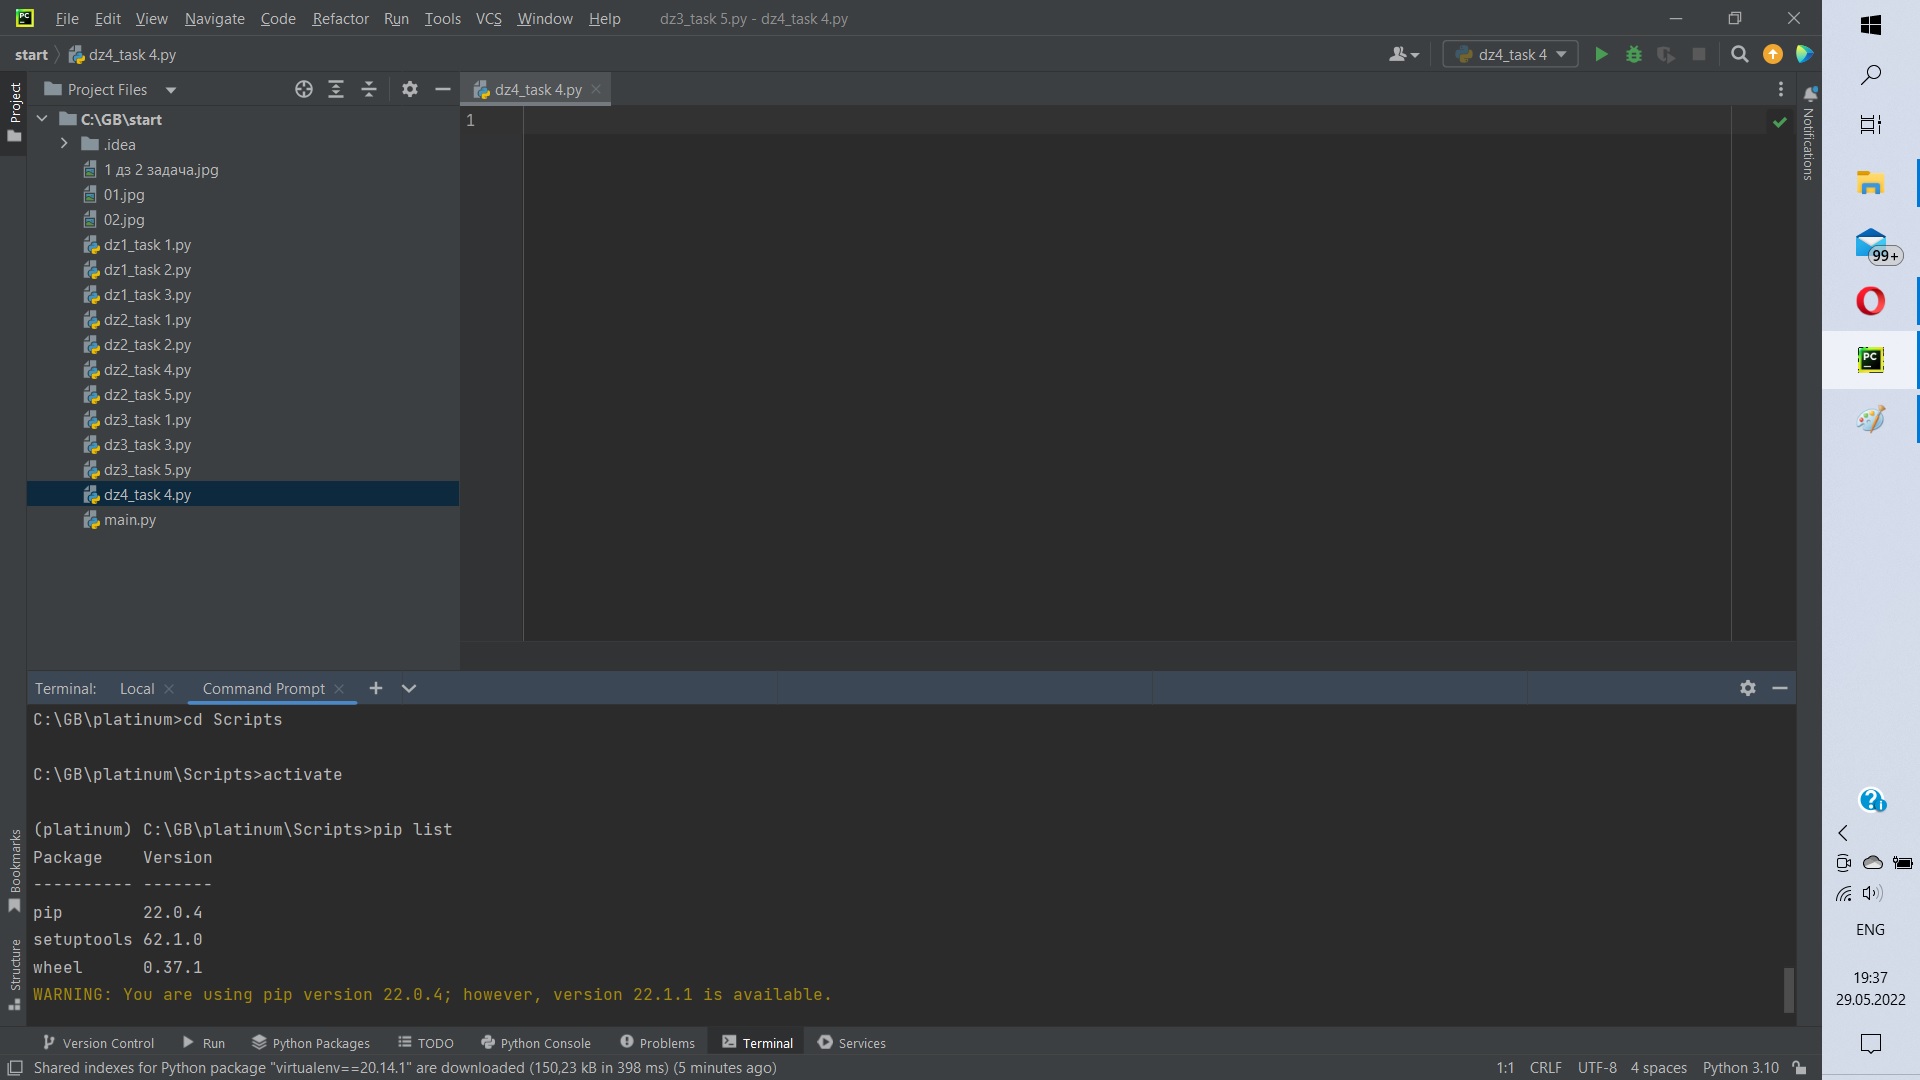 File Edit View Navigate Code Refactor Run Tools VCS Window Help dz3_task 5.py - dz4_task 4.py
start dz4_task 4.py
dz4_task 4
Project
Project Files
dz4_task 4.py
Notifications
C:\GB\start
.idea
1 дз 2 задача.jpg
01.jpg
02.jpg
dz1_task 1.py
dz1_task 2.py
dz1_task 3.py
dz2_task 1.py
dz2_task 2.py
dz2_task 4.py
dz2_task 5.py
dz3_task 1.py
dz3_task 3.py
dz3_task 5.py
dz4_task 4.py
main.py
1
Terminal: Local Command Prompt
C:\GB\platinum>cd Scripts
C:\GB\platinum\Scripts>activate
(platinum) C:\GB\platinum\Scripts>pip list
Package Version
---------- -------
pip 22.0.4
setuptools 62.1.0
wheel 0.37.1
WARNING: You are using pip version 22.0.4; however, version 22.1.1 is available.
Bookmarks
Structure
Version Control Run Python Packages TODO Python Console Problems Terminal Services
Shared indexes for Python package "virtualenv==20.14.1" are downloaded (150,23 kB in 398 ms) (5 minutes ago)
1:1 CRLF UTF-8 4 spaces Python 3.10
PC
99+
PC
ENG
19:37
29.05.2022